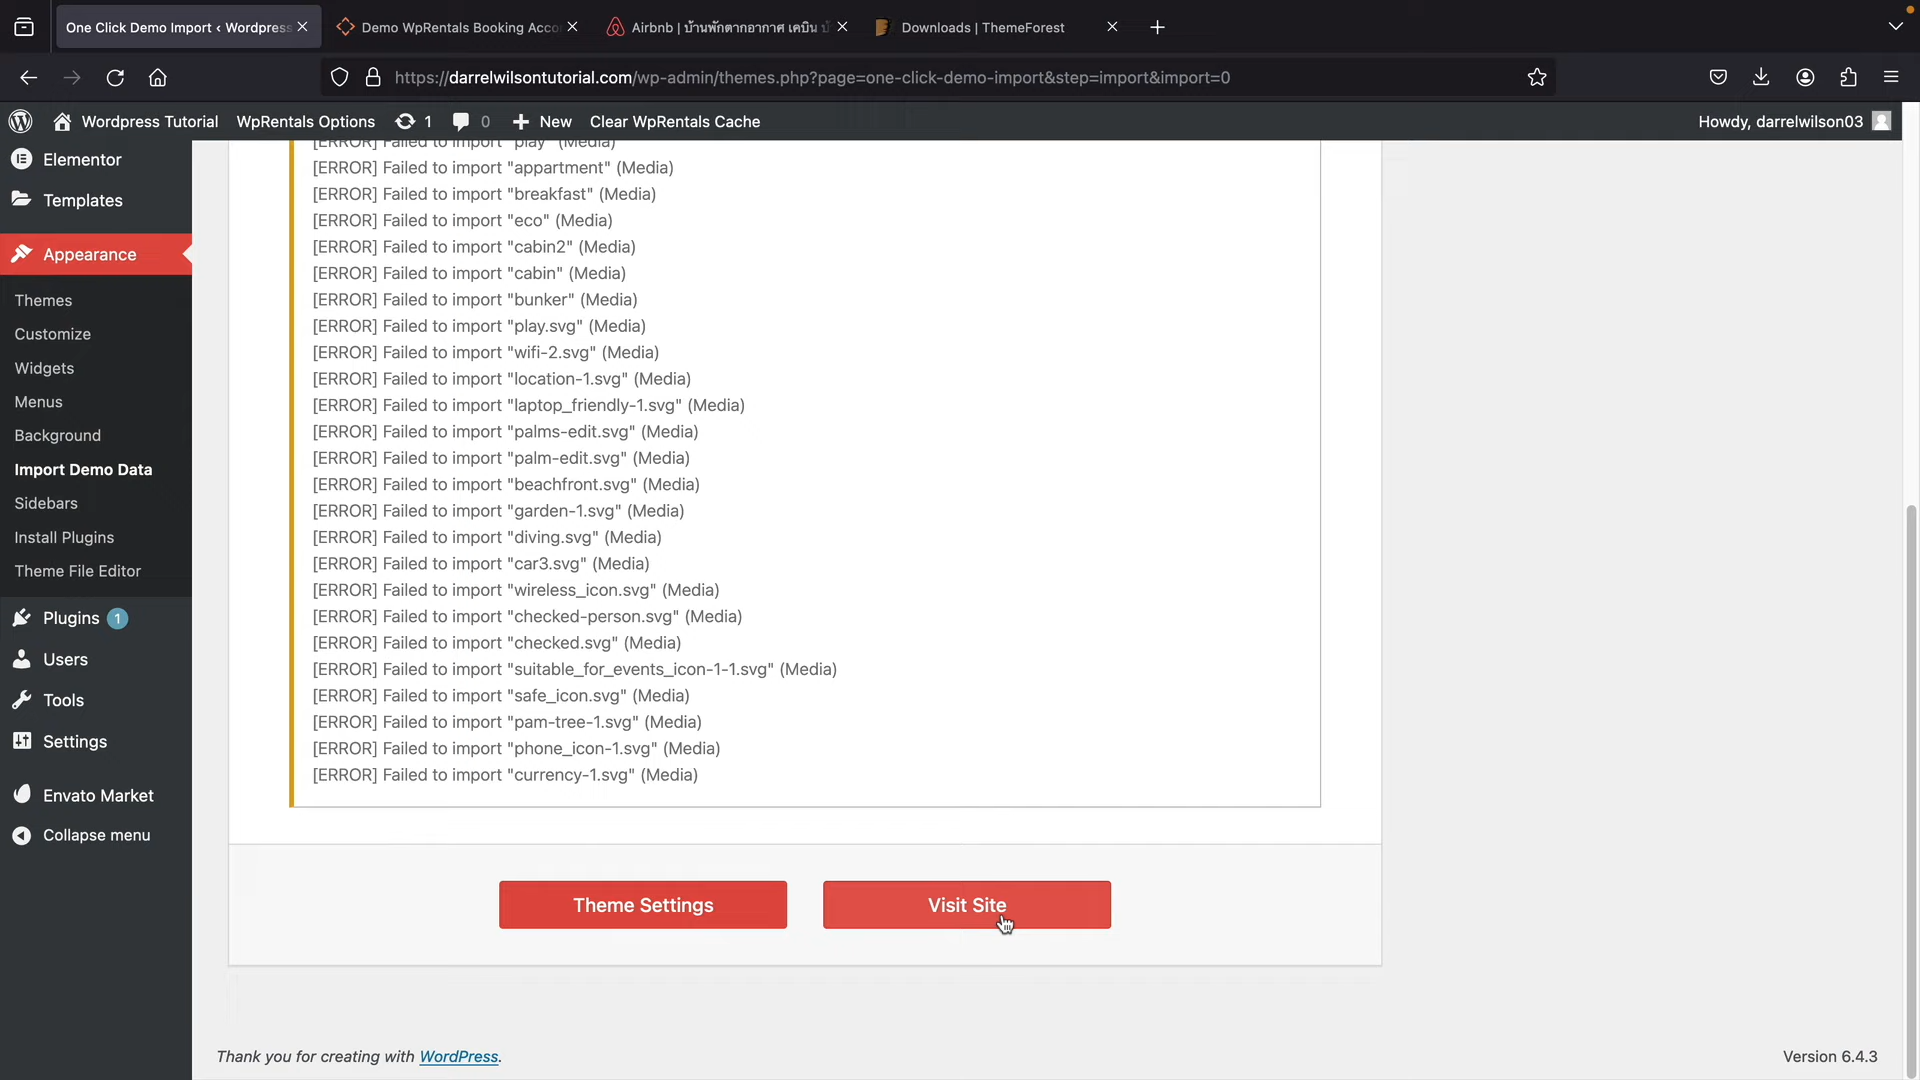 One Click Demo Import ‹ Wordpress
Demo WpRentals Booking Acco
Airbnb | บ้านพักตากอากาศ เคบิน บ้
Downloads | ThemeForest
https://darrelwilsontutorial.com/wp-admin/themes.php?page=one-click-demo-import&step=import&import=0
Wordpress Tutorial
WpRentals Options
1
0
New
Clear WpRentals Cache
Howdy, darrelwilson03
Elementor
Templates
Appearance
Themes
Customize
Widgets
Menus
Background
Import Demo Data
Sidebars
Install Plugins
Theme File Editor
Plugins 1
Users
Tools
Settings
Envato Market
Collapse menu
[ERROR] Failed to import "play" (Media)
[ERROR] Failed to import "appartment" (Media)
[ERROR] Failed to import "breakfast" (Media)
[ERROR] Failed to import "eco" (Media)
[ERROR] Failed to import "cabin2" (Media)
[ERROR] Failed to import "cabin" (Media)
[ERROR] Failed to import "bunker" (Media)
[ERROR] Failed to import "play.svg" (Media)
[ERROR] Failed to import "wifi-2.svg" (Media)
[ERROR] Failed to import "location-1.svg" (Media)
[ERROR] Failed to import "laptop_friendly-1.svg" (Media)
[ERROR] Failed to import "palms-edit.svg" (Media)
[ERROR] Failed to import "palm-edit.svg" (Media)
[ERROR] Failed to import "beachfront.svg" (Media)
[ERROR] Failed to import "garden-1.svg" (Media)
[ERROR] Failed to import "diving.svg" (Media)
[ERROR] Failed to import "car3.svg" (Media)
[ERROR] Failed to import "wireless_icon.svg" (Media)
[ERROR] Failed to import "checked-person.svg" (Media)
[ERROR] Failed to import "checked.svg" (Media)
[ERROR] Failed to import "suitable_for_events_icon-1-1.svg" (Media)
[ERROR] Failed to import "safe_icon.svg" (Media)
[ERROR] Failed to import "pam-tree-1.svg" (Media)
[ERROR] Failed to import "phone_icon-1.svg" (Media)
[ERROR] Failed to import "currency-1.svg" (Media)
Theme Settings
Visit Site
Thank you for creating with WordPress.
Version 6.4.3